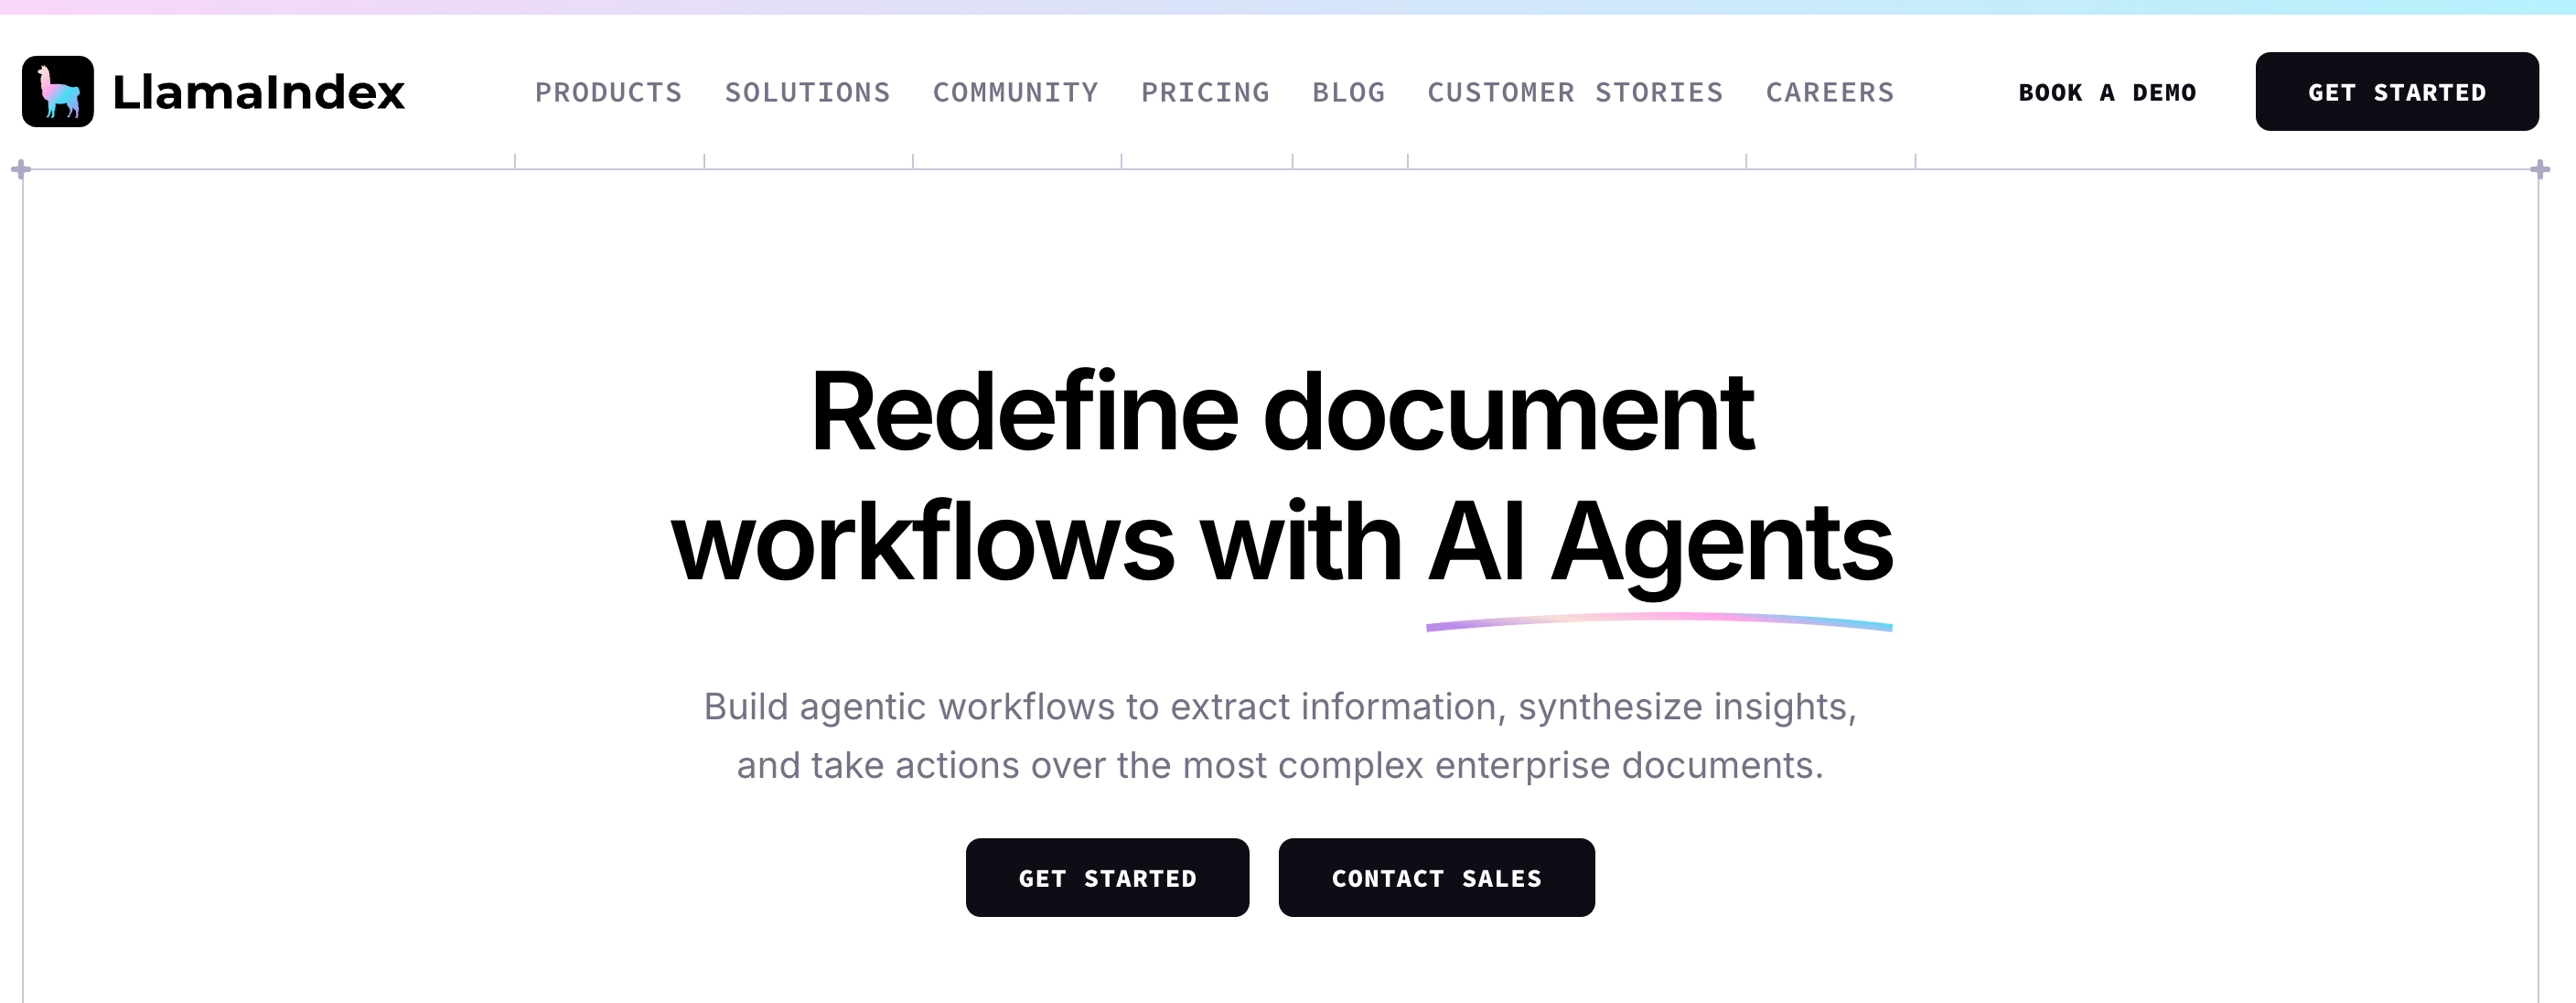 LlamaIndex
PRODUCTS SOLUTIONS COMMUNITY PRICING BLOG CUSTOMER STORIES CAREERS
BOOK A DEMO
GET STARTED
Redefine document
workflows with AI Agents
Build agentic workflows to extract information, synthesize insights,
and take actions over the most complex enterprise documents.
GET STARTED
CONTACT SALES